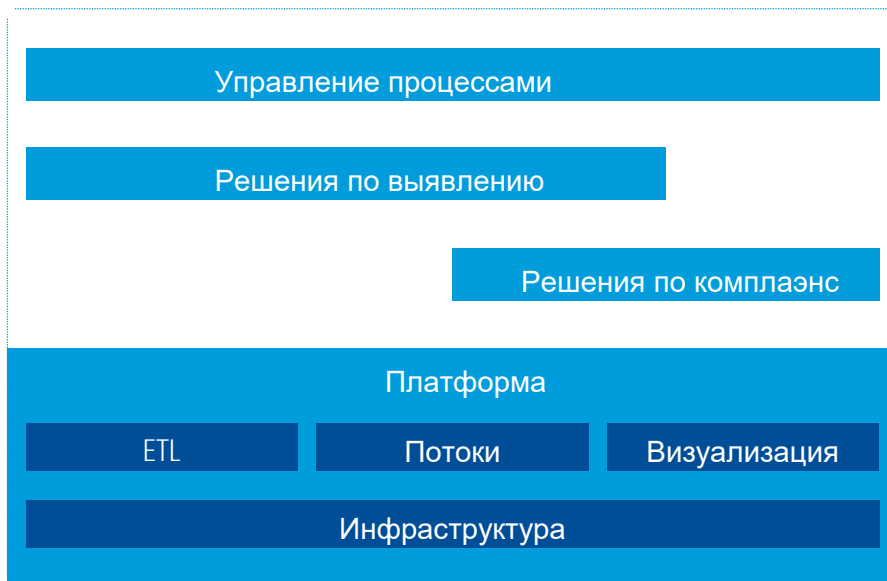 Управление процессами
Решения по выявлению
Решения по комплаэнс
Платформа
ETL
Потоки
Визуализация
Инфраструктура